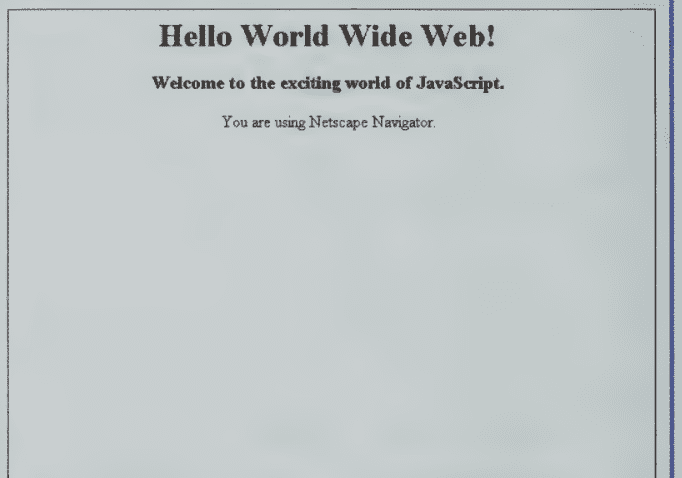 Hello World Wide Web!
Welcome to the exciting world of JavaScript.
You are using Netscape Navigator.